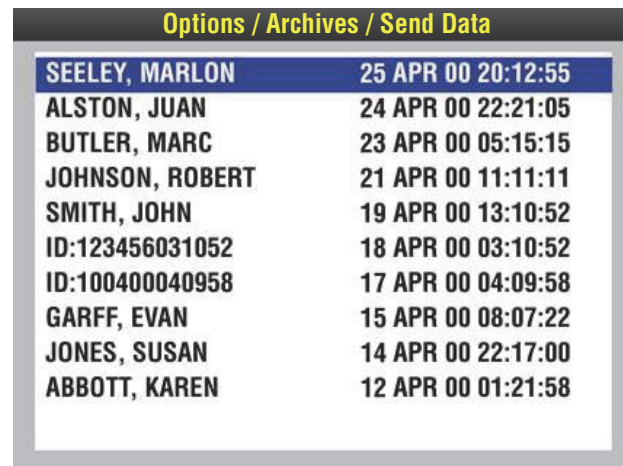 Options / Archives / Send Data
SEELEY, MARLON 25 APR 00 20:12:55
ALSTON, JUAN 24 APR 00 22:21:05
BUTLER, MARC 23 APR 00 05:15:15
JOHNSON, ROBERT 21 APR 00 11:11:11
SMITH, JOHN 19 APR 00 13:10:52
ID:123456031052 18 APR 00 03:10:52
ID:100400040958 17 APR 00 04:09:58
GARFF, EVAN 15 APR 00 08:07:22
JONES, SUSAN 14 APR 00 22:17:00
ABBOTT, KAREN 12 APR 00 01:21:58